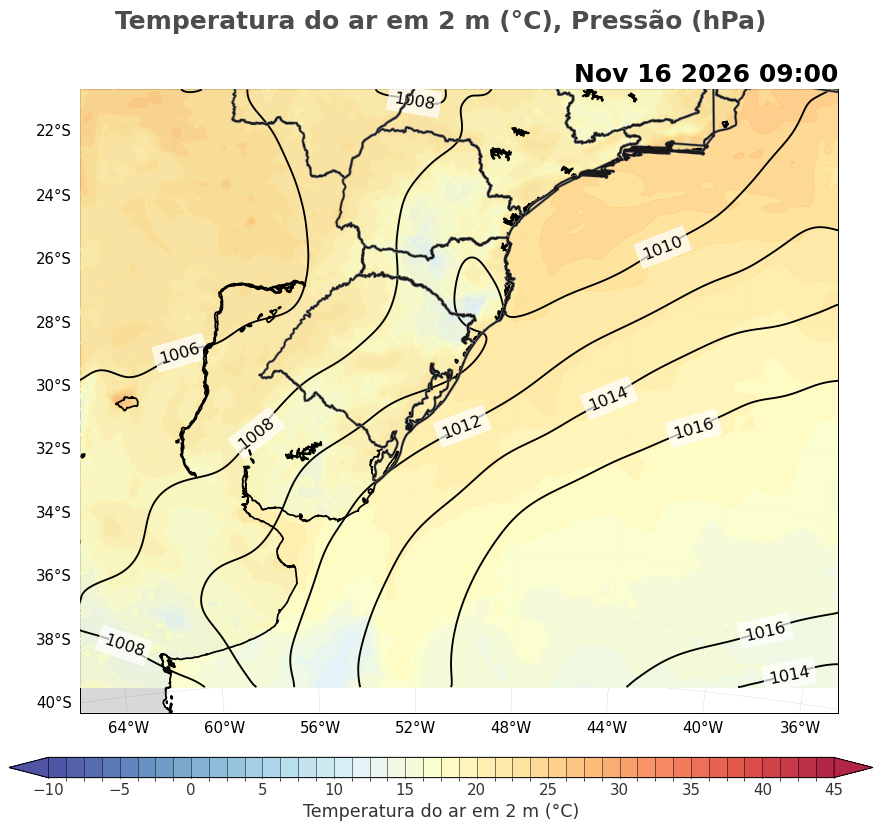 Temperatura do ar em 2 m (°C), Pressão (hPa)
Nov 16 2026 09:00
1008
22°S
24°S
26°S
28°S
30°S
32°S
34°S
36°S
38°S
40°S
1010
1006
1008
1012
1014
1016
1008
1016
1014
64°W 60°W 56°W 52°W 48°W 44°W 40°W 36°W
−10 −5 0 5 10 15 20 25 30 35 40 45
Temperatura do ar em 2 m (°C)